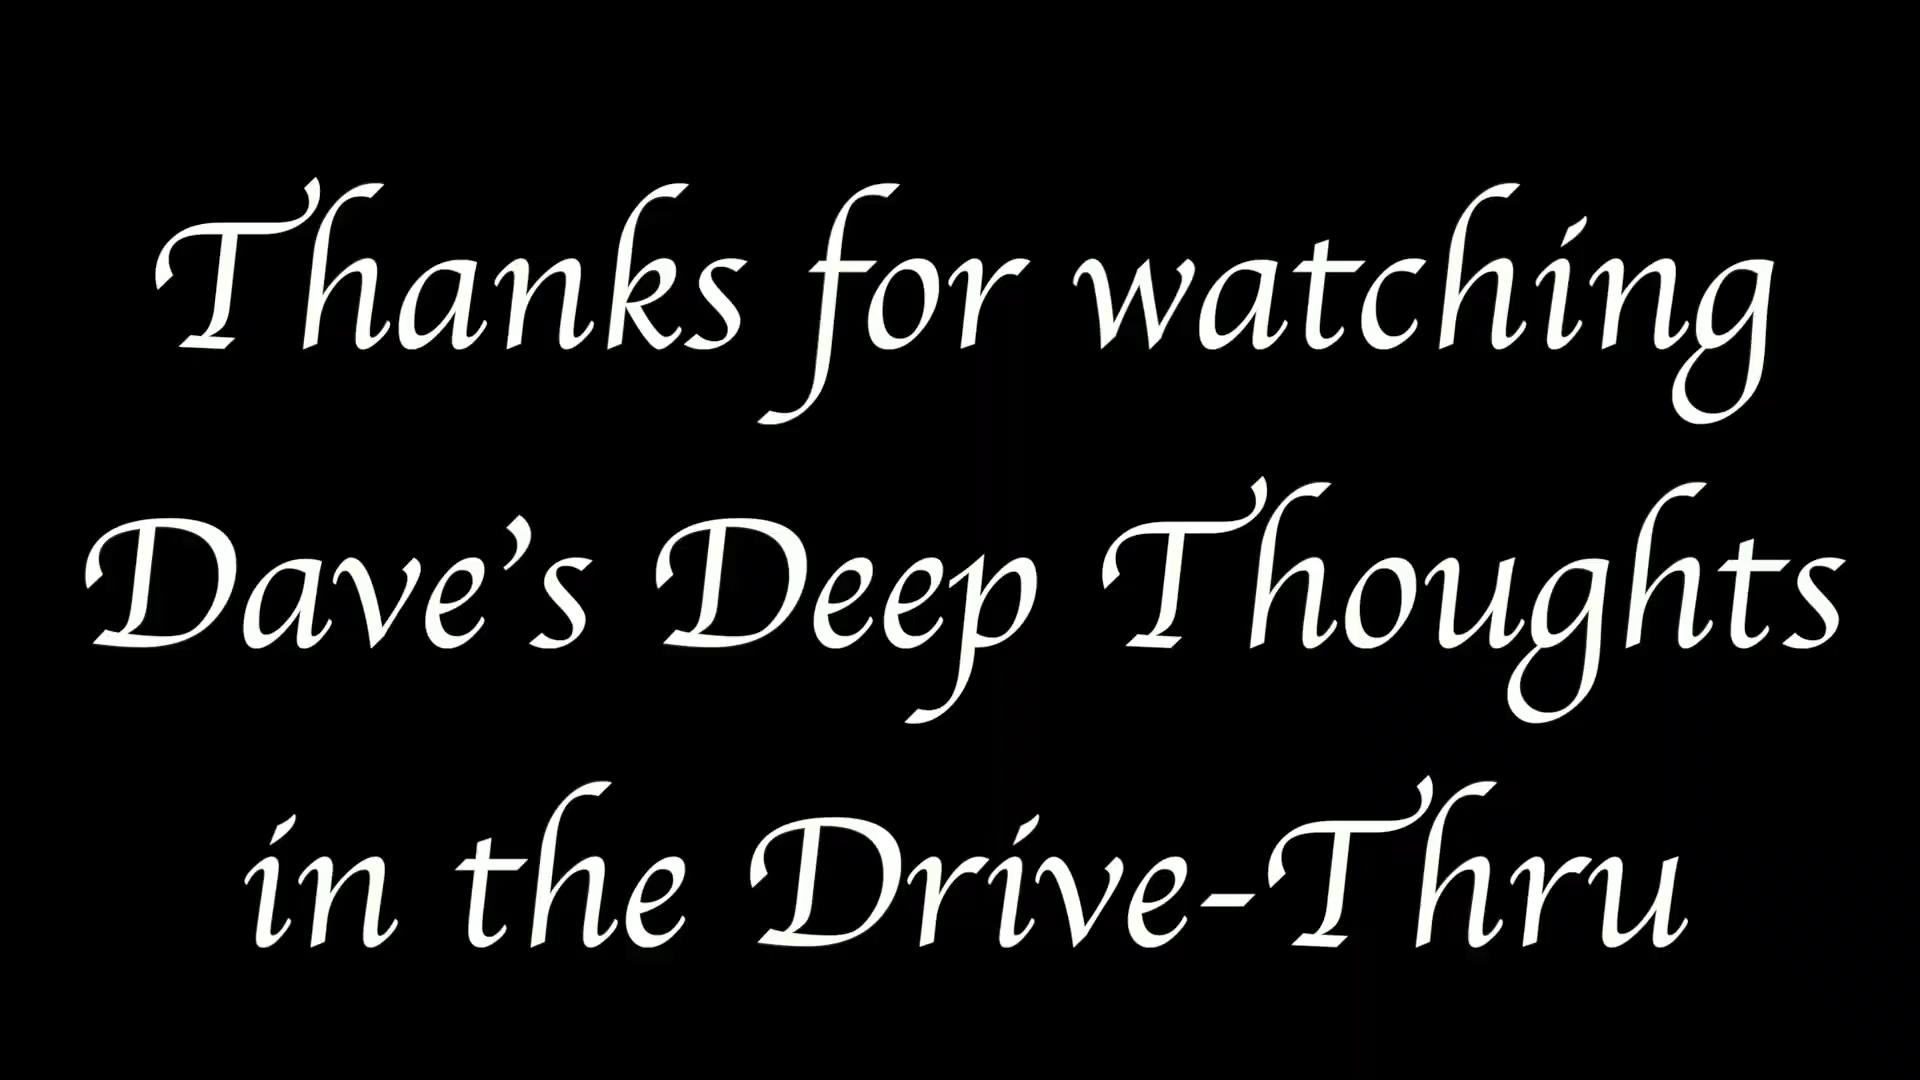 Thanks for watching
Dave’s Deep Thoughts
in the Drive-Thru